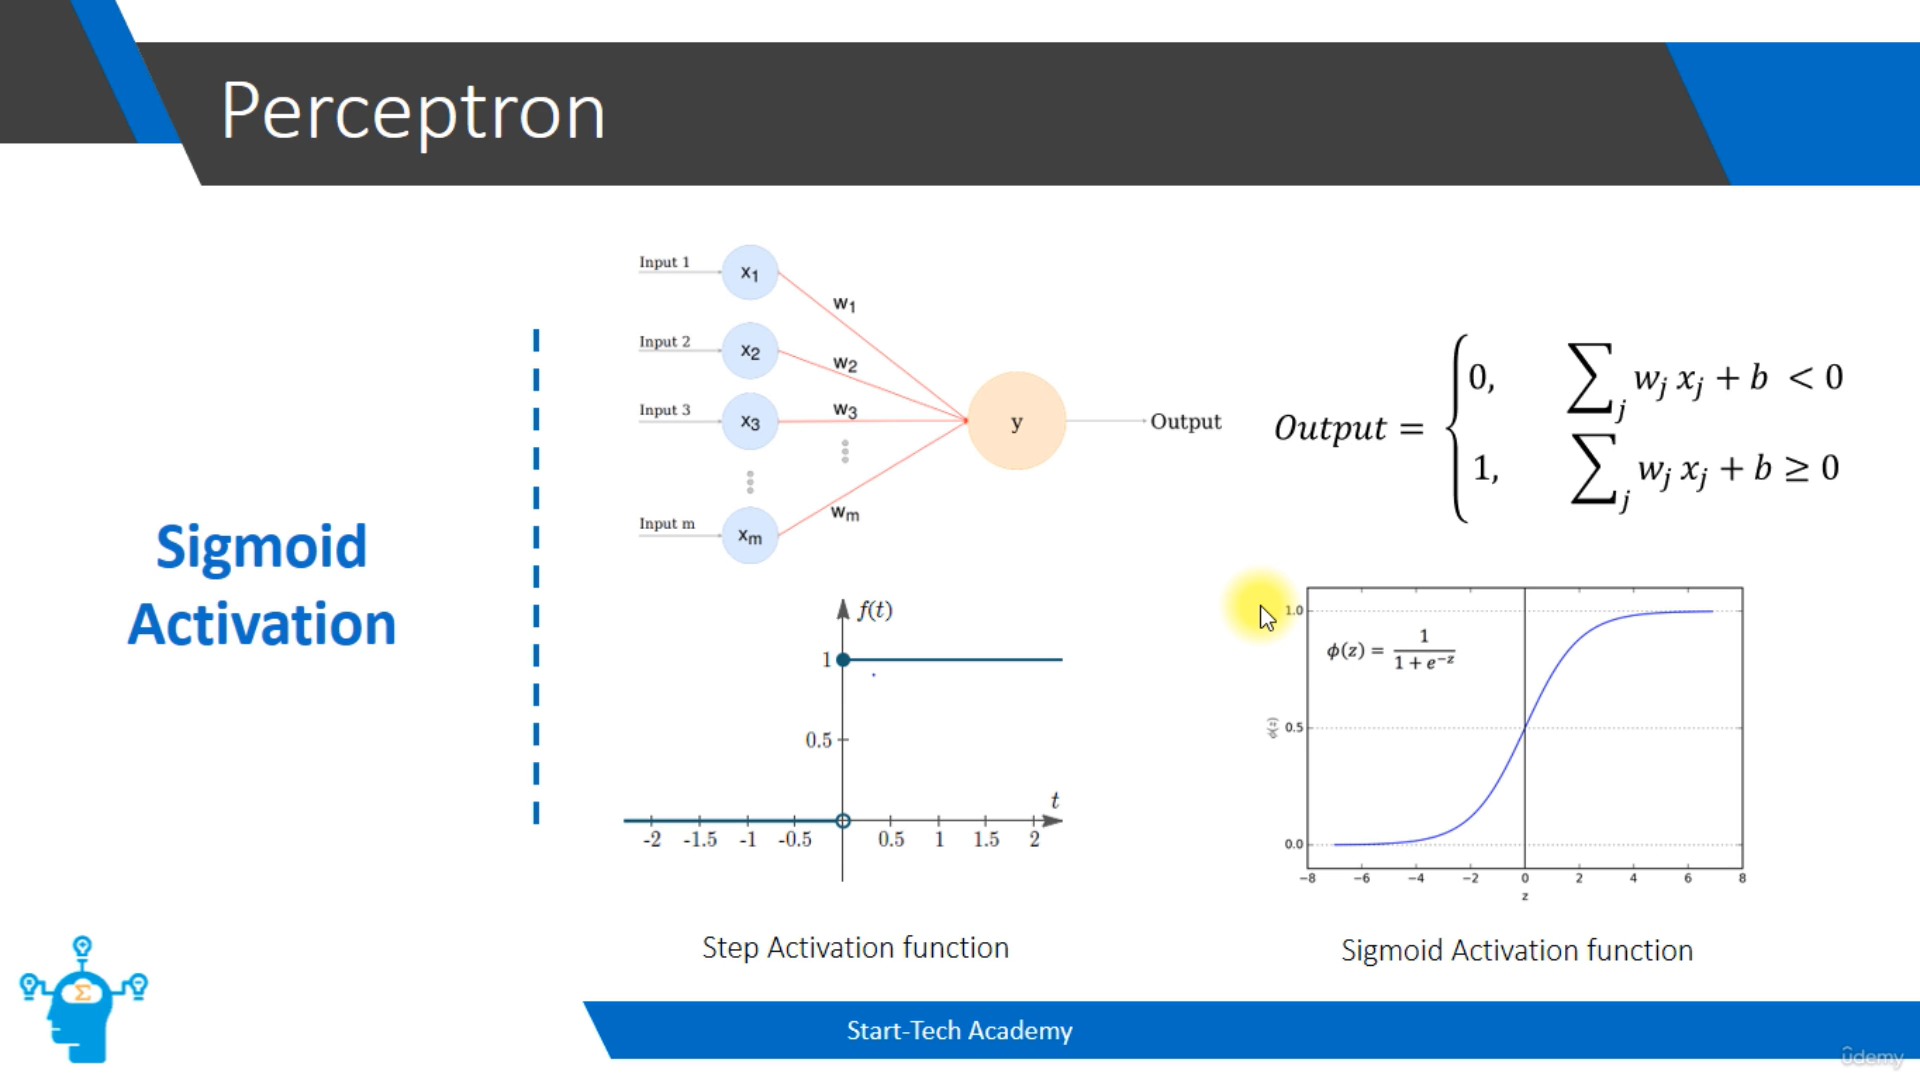 Perceptron
Sigmoid
Activation
Input 1
x₁
w₁
Input 2
x₂
w₂
Input 3
x₃
w₃
Input m
xₘ
wₘ
y
Output
Output = { 0, ∑ⱼ wⱼ xⱼ + b < 0
1, ∑ⱼ wⱼ xⱼ + b ≥ 0
f(t)
1
0.5
t
-2 -1.5 -1 -0.5 0.5 1 1.5 2
Step Activation function
1.0
ϕ(z) = 1 / (1 + e⁻ᶻ)
ϕ(z)
0.5
0.0
−8 −6 −4 −2 0 2 4 6 8
z
Sigmoid Activation function
Σ
Start-Tech Academy
udemy